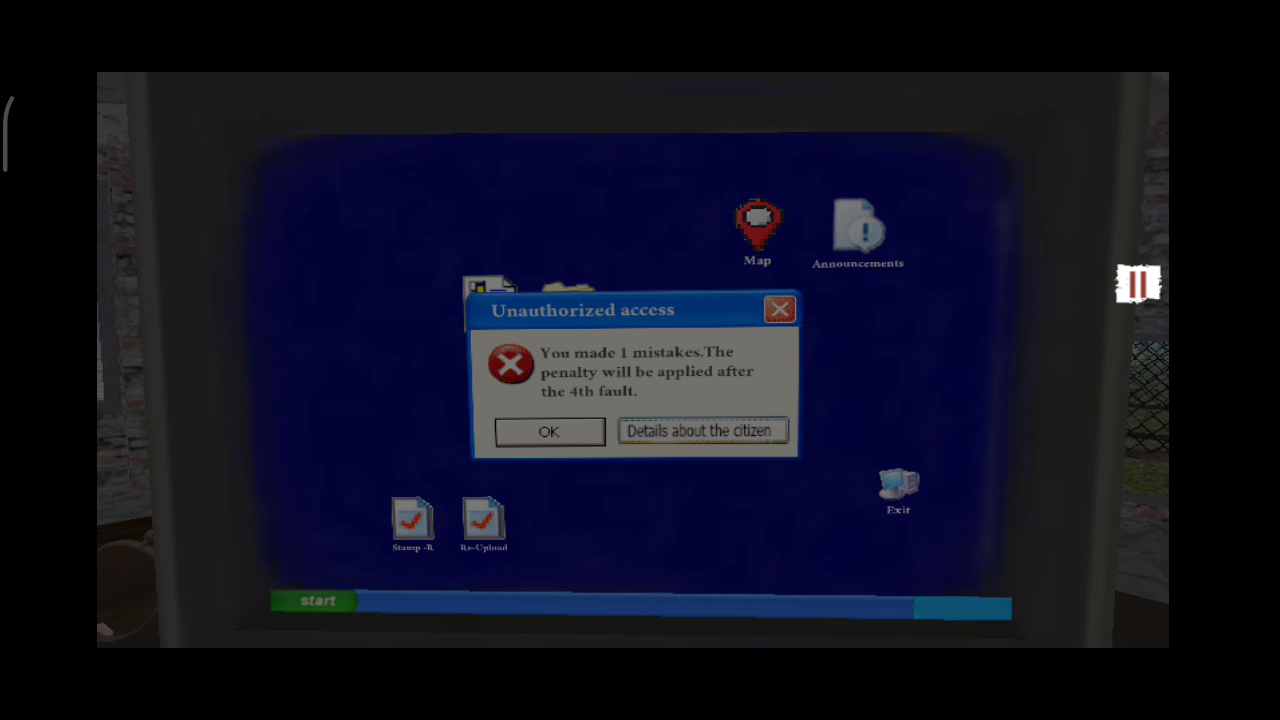 Map
Announcements
Unauthorized access
You made 1 mistakes.The
penalty will be applied after
the 4th fault.
OK
Details about the citizen
Exit
Stamp -R
Re-Upload
start